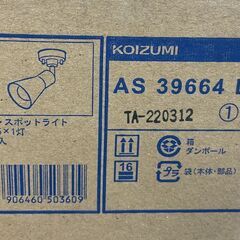 KOIZUMI
AS 39664
TA-220312 ①
スポットライト
×1灯
入
16
箱
ダンボール
袋(本体・部品)
906460 503609